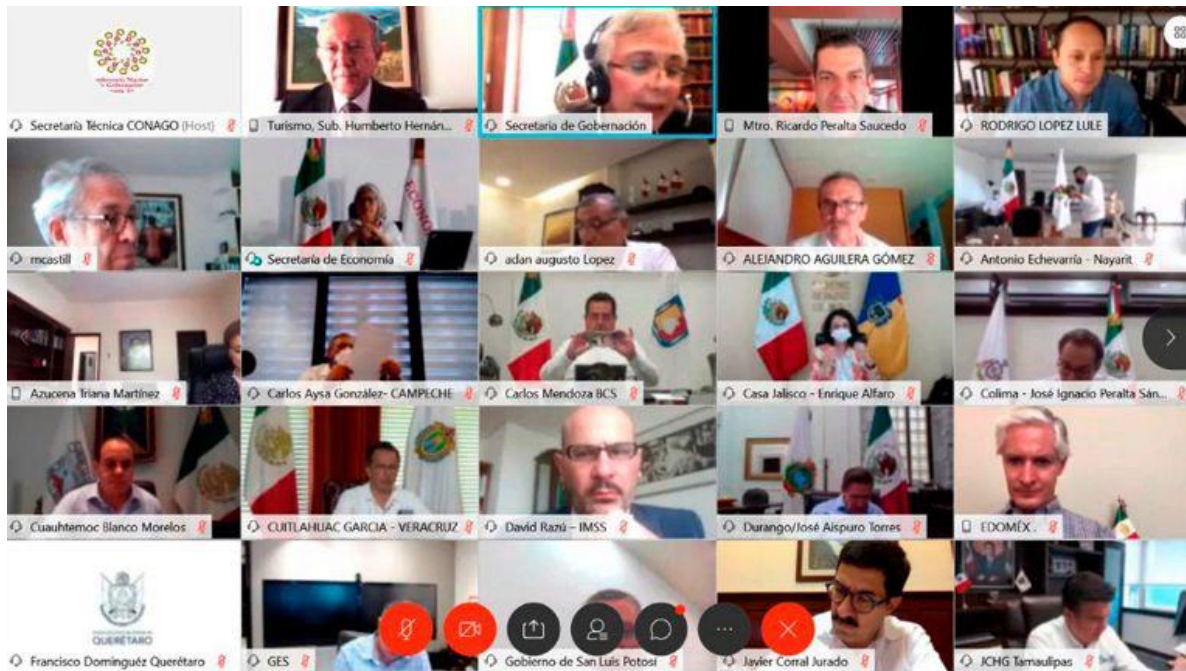 Secretaría Técnica CONAGO (Host)
Turismo, Sub. Humberto Hernán...
Secretaria de Gobernación
Mtro. Ricardo Peralta Saucedo
RODRIGO LOPEZ LULE
mcastill
Secretaría de Economía
ECONO
adan augusto Lopez
ALEJANDRO AGUILERA GÓMEZ
Antonio Echevarría - Nayarit
Azucena Triana Martínez
Carlos Aysa González- CAMPECHE
Carlos Mendoza BCS
Casa Jalisco - Enrique Alfaro
Colima - José Ignacio Peralta Sán...
Cuauhtemoc Blanco Morelos
CUITLAHUAC GARCIA - VERACRUZ
David Razú – IMSS
Durango/José Aispuro Torres
EDOMÉX .
QUERÉTARO
Francisco Domínguéz Querétaro
GES
Gobierno de San Luis Potosí
Javier Corral Jurado
JCHG Tamaulipas